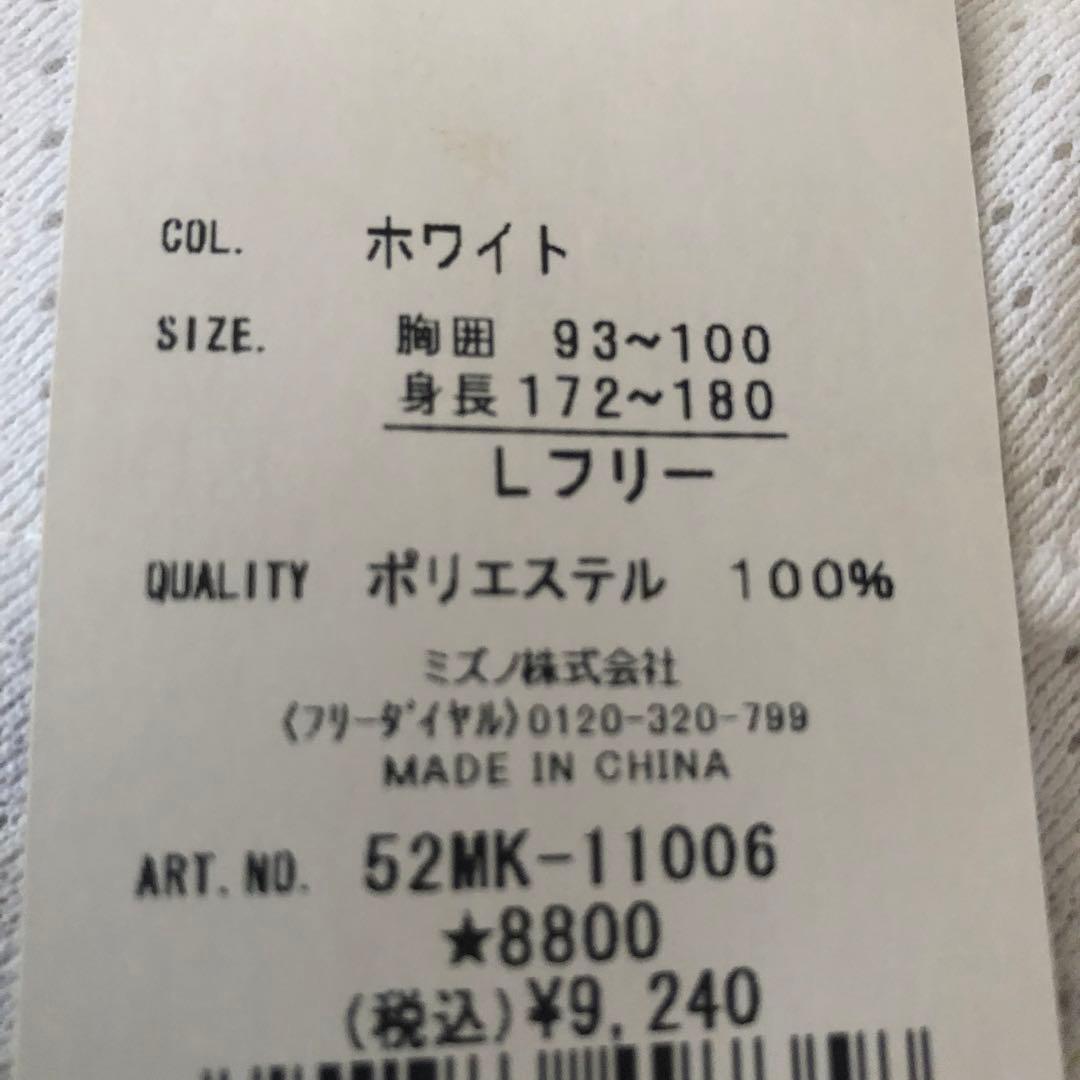 COL. ホワイト
SIZE. 胸囲 93~100
身長 172~180
Lフリー
QUALITY ポリエステル 100%
ミズノ株式会社
〈フリーダイヤル〉0120-320-799
MADE IN CHINA
ART.NO. 52MK-11006
★8800
(税込)¥9,240